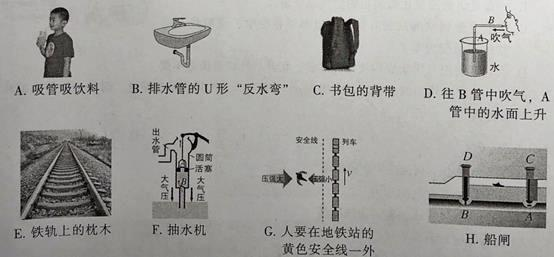 B
A
吹气
水
A. 吸管吸饮料
B. 排水管的 U 形“反水弯”
C. 书包的背带
D. 往 B 管中吹气，A
管中的水面上升
出水管
圆筒
活塞
B
大气压
大气压
安全线
列车
压强大
压强小
v
D
C
B
A
E. 铁轨上的枕木
F. 抽水机
G. 人要在地铁站的
黄色安全线一外
H. 船闸